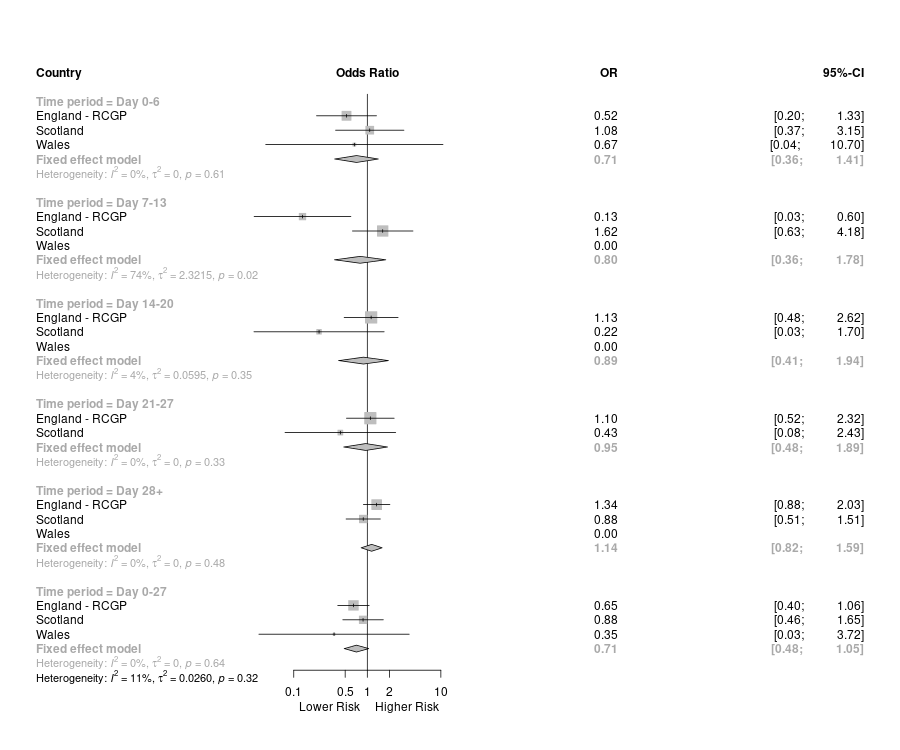 Country Odds Ratio OR 95%-CI
Time period = Day 0-6
England - RCGP 0.52 [0.20; 1.33]
Scotland 1.08 [0.37; 3.15]
Wales 0.67 [0.04; 10.70]
Fixed effect model 0.71 [0.36; 1.41]
Heterogeneity: I² = 0%, τ² = 0, p = 0.61
Time period = Day 7-13
England - RCGP 0.13 [0.03; 0.60]
Scotland 1.62 [0.63; 4.18]
Wales 0.00
Fixed effect model 0.80 [0.36; 1.78]
Heterogeneity: I² = 74%, τ² = 2.3215, p = 0.02
Time period = Day 14-20
England - RCGP 1.13 [0.48; 2.62]
Scotland 0.22 [0.03; 1.70]
Wales 0.00
Fixed effect model 0.89 [0.41; 1.94]
Heterogeneity: I² = 4%, τ² = 0.0595, p = 0.35
Time period = Day 21-27
England - RCGP 1.10 [0.52; 2.32]
Scotland 0.43 [0.08; 2.43]
Fixed effect model 0.95 [0.48; 1.89]
Heterogeneity: I² = 0%, τ² = 0, p = 0.33
Time period = Day 28+
England - RCGP 1.34 [0.88; 2.03]
Scotland 0.88 [0.51; 1.51]
Wales 0.00
Fixed effect model 1.14 [0.82; 1.59]
Heterogeneity: I² = 0%, τ² = 0, p = 0.48
Time period = Day 0-27
England - RCGP 0.65 [0.40; 1.06]
Scotland 0.88 [0.46; 1.65]
Wales 0.35 [0.03; 3.72]
Fixed effect model 0.71 [0.48; 1.05]
Heterogeneity: I² = 0%, τ² = 0, p = 0.64
Heterogeneity: I² = 11%, τ² = 0.0260, p = 0.32
0.1 0.5 1 2 10
Lower Risk Higher Risk